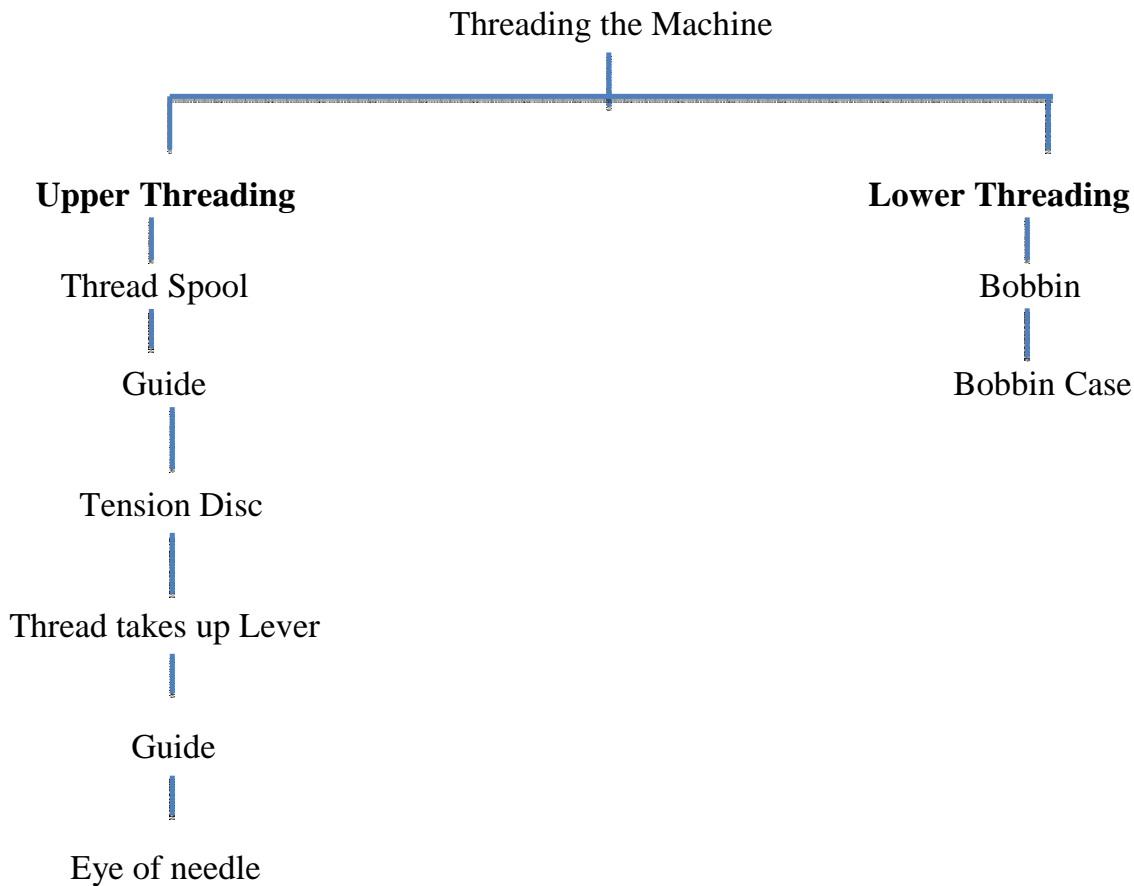 Threading the Machine
Upper Threading
Lower Threading
Thread Spool
Bobbin
Guide
Bobbin Case
Tension Disc
Thread takes up Lever
Guide
Eye of needle